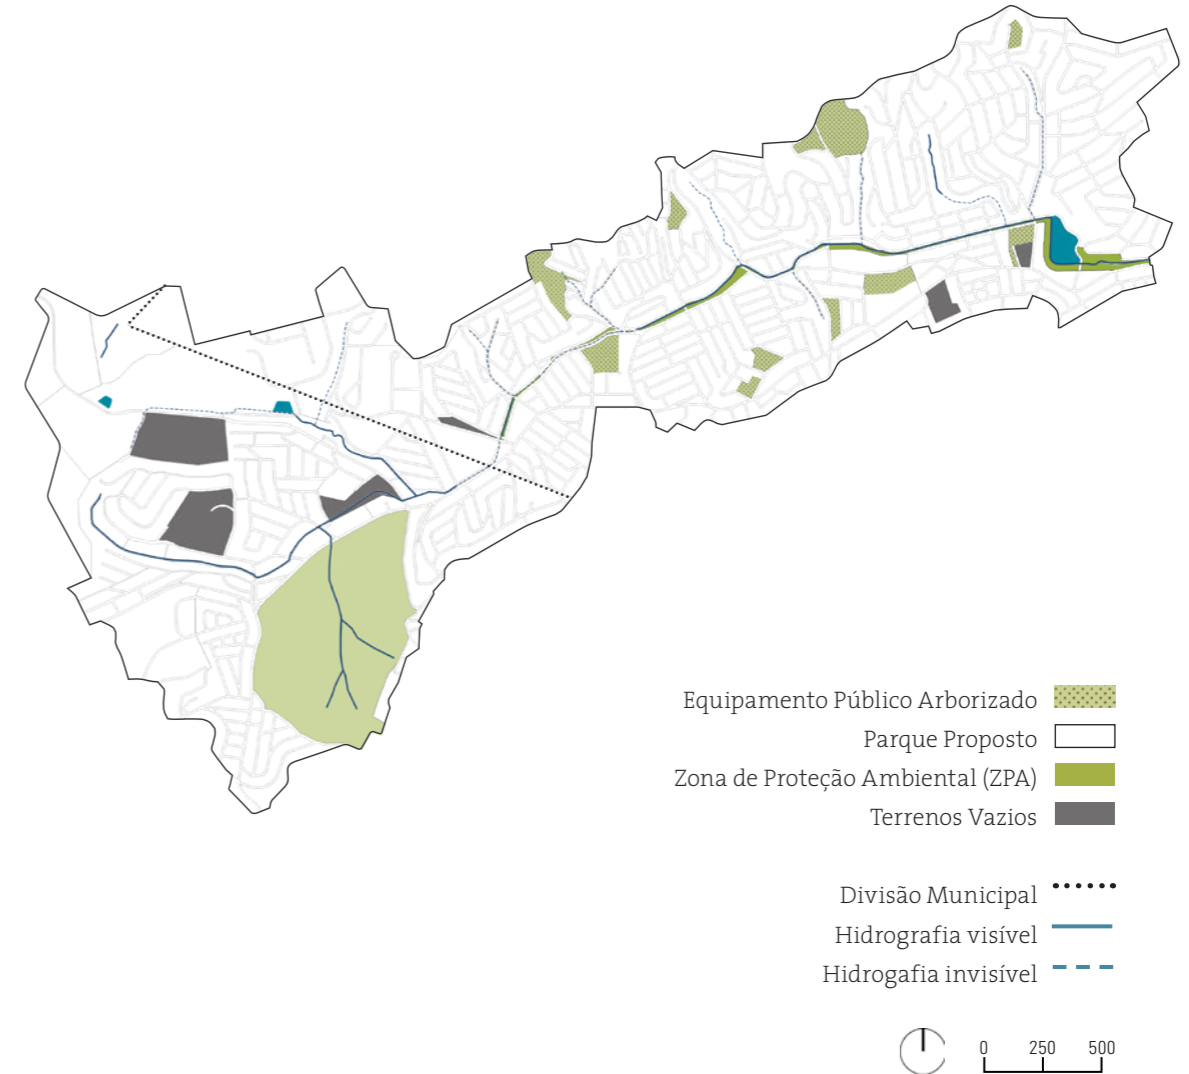 Equipamento Público Arborizado
Parque Proposto
Zona de Proteção Ambiental (ZPA)
Terrenos Vazios
Divisão Municipal
Hidrografia visível
Hidrogafia invisível
0 250 500